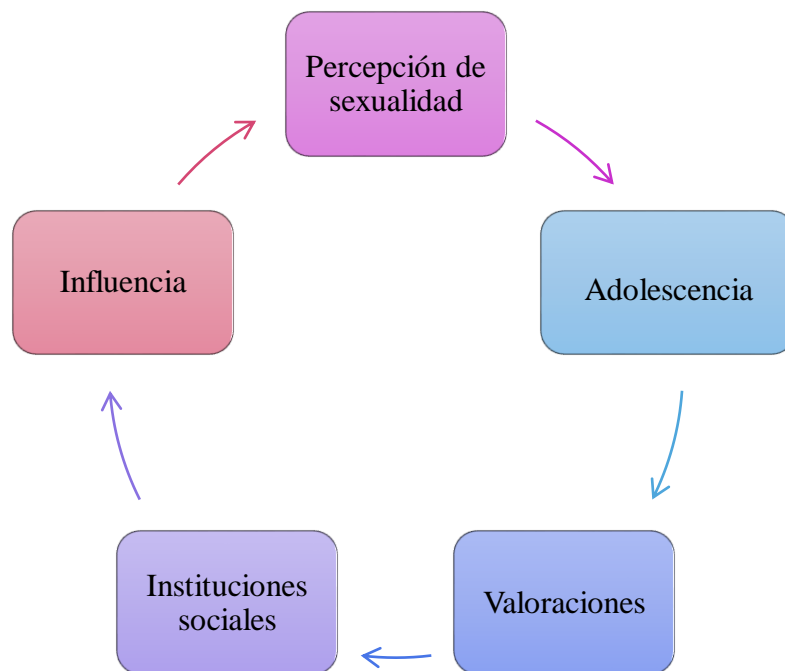 Percepción de
sexualidad
Adolescencia
Valoraciones
Instituciones
sociales
Influencia